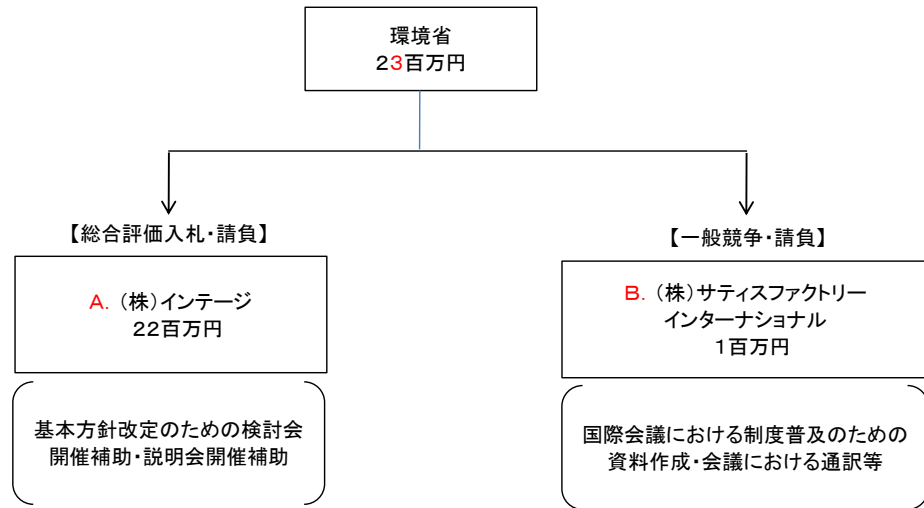 環境省
２３百万円
【総合評価入札・請負】
A. （株）インテージ
２２百万円
基本方針改定のための検討会
開催補助・説明会開催補助
【一般競争・請負】
B. （株）サティスファクトリー
インターナショナル
１百万円
国際会議における制度普及のための
資料作成・会議における通訳等